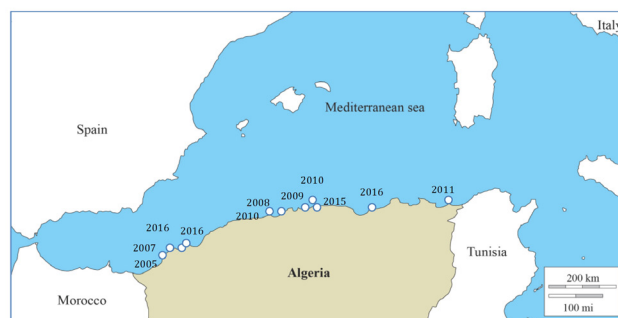 Italy
Mediterranean sea
Spain
2010
2008
2009
2015
2016
2011
2010
2016
2016
2007
2005
Algeria
Tunisia
Morocco
200 km
100 mi